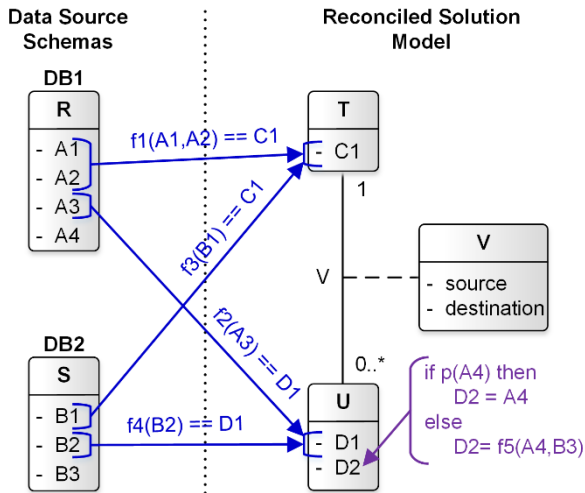 Data Source
Schemas
Reconciled Solution
Model
DB1
R
- A1
- A2
- A3
- A4
f1(A1,A2) == C1
T
- C1
1
f3(B1) == C1
f2(A3) == D1
V
V
- source
- destination
0..*
DB2
S
- B1
- B2
- B3
f4(B2) == D1
U
- D1
- D2
if p(A4) then
D2 = A4
else
D2= f5(A4,B3)